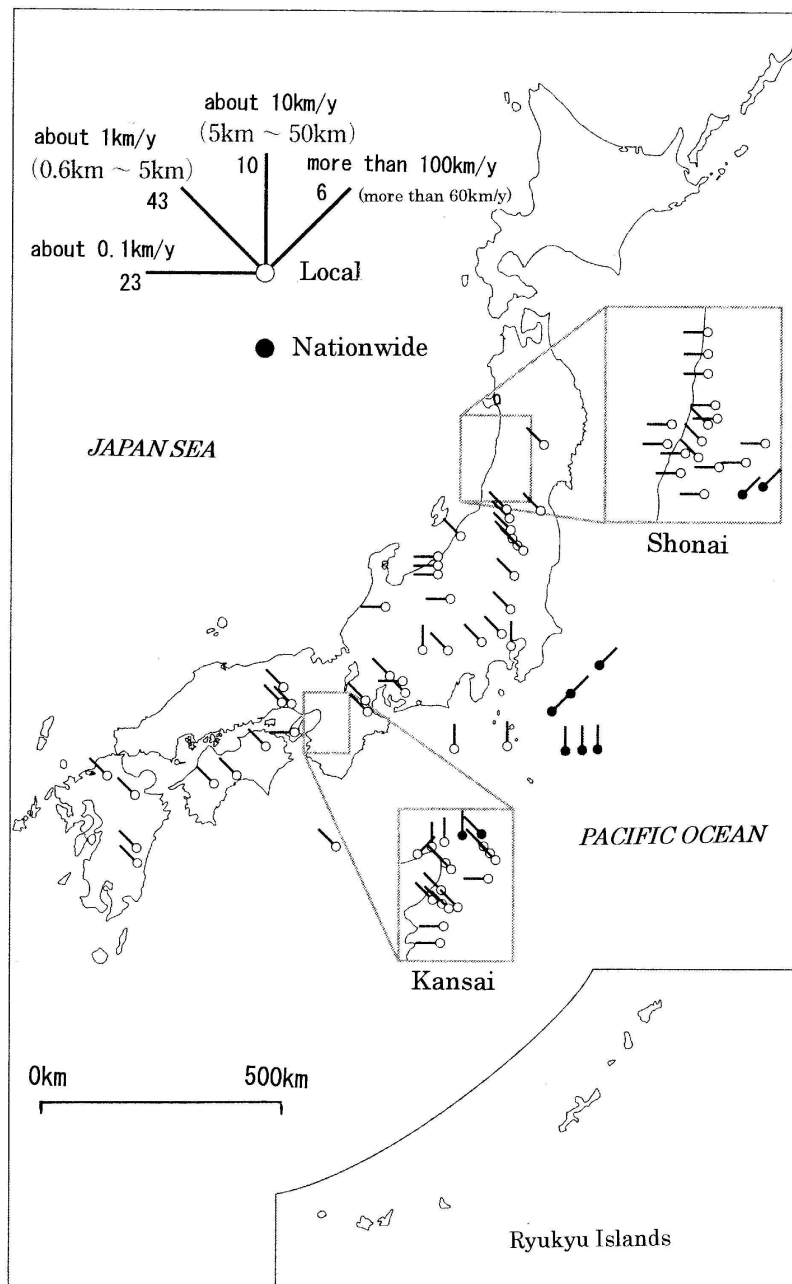 about 10km/y
(5km ~ 50km)
10
about 1km/y
(0.6km ~ 5km)
43
more than 100km/y
6 (more than 60km/y)
about 0.1km/y
23
Local
Nationwide
JAPAN SEA
Shonai
PACIFIC OCEAN
Kansai
0km 500km
Ryukyu Islands